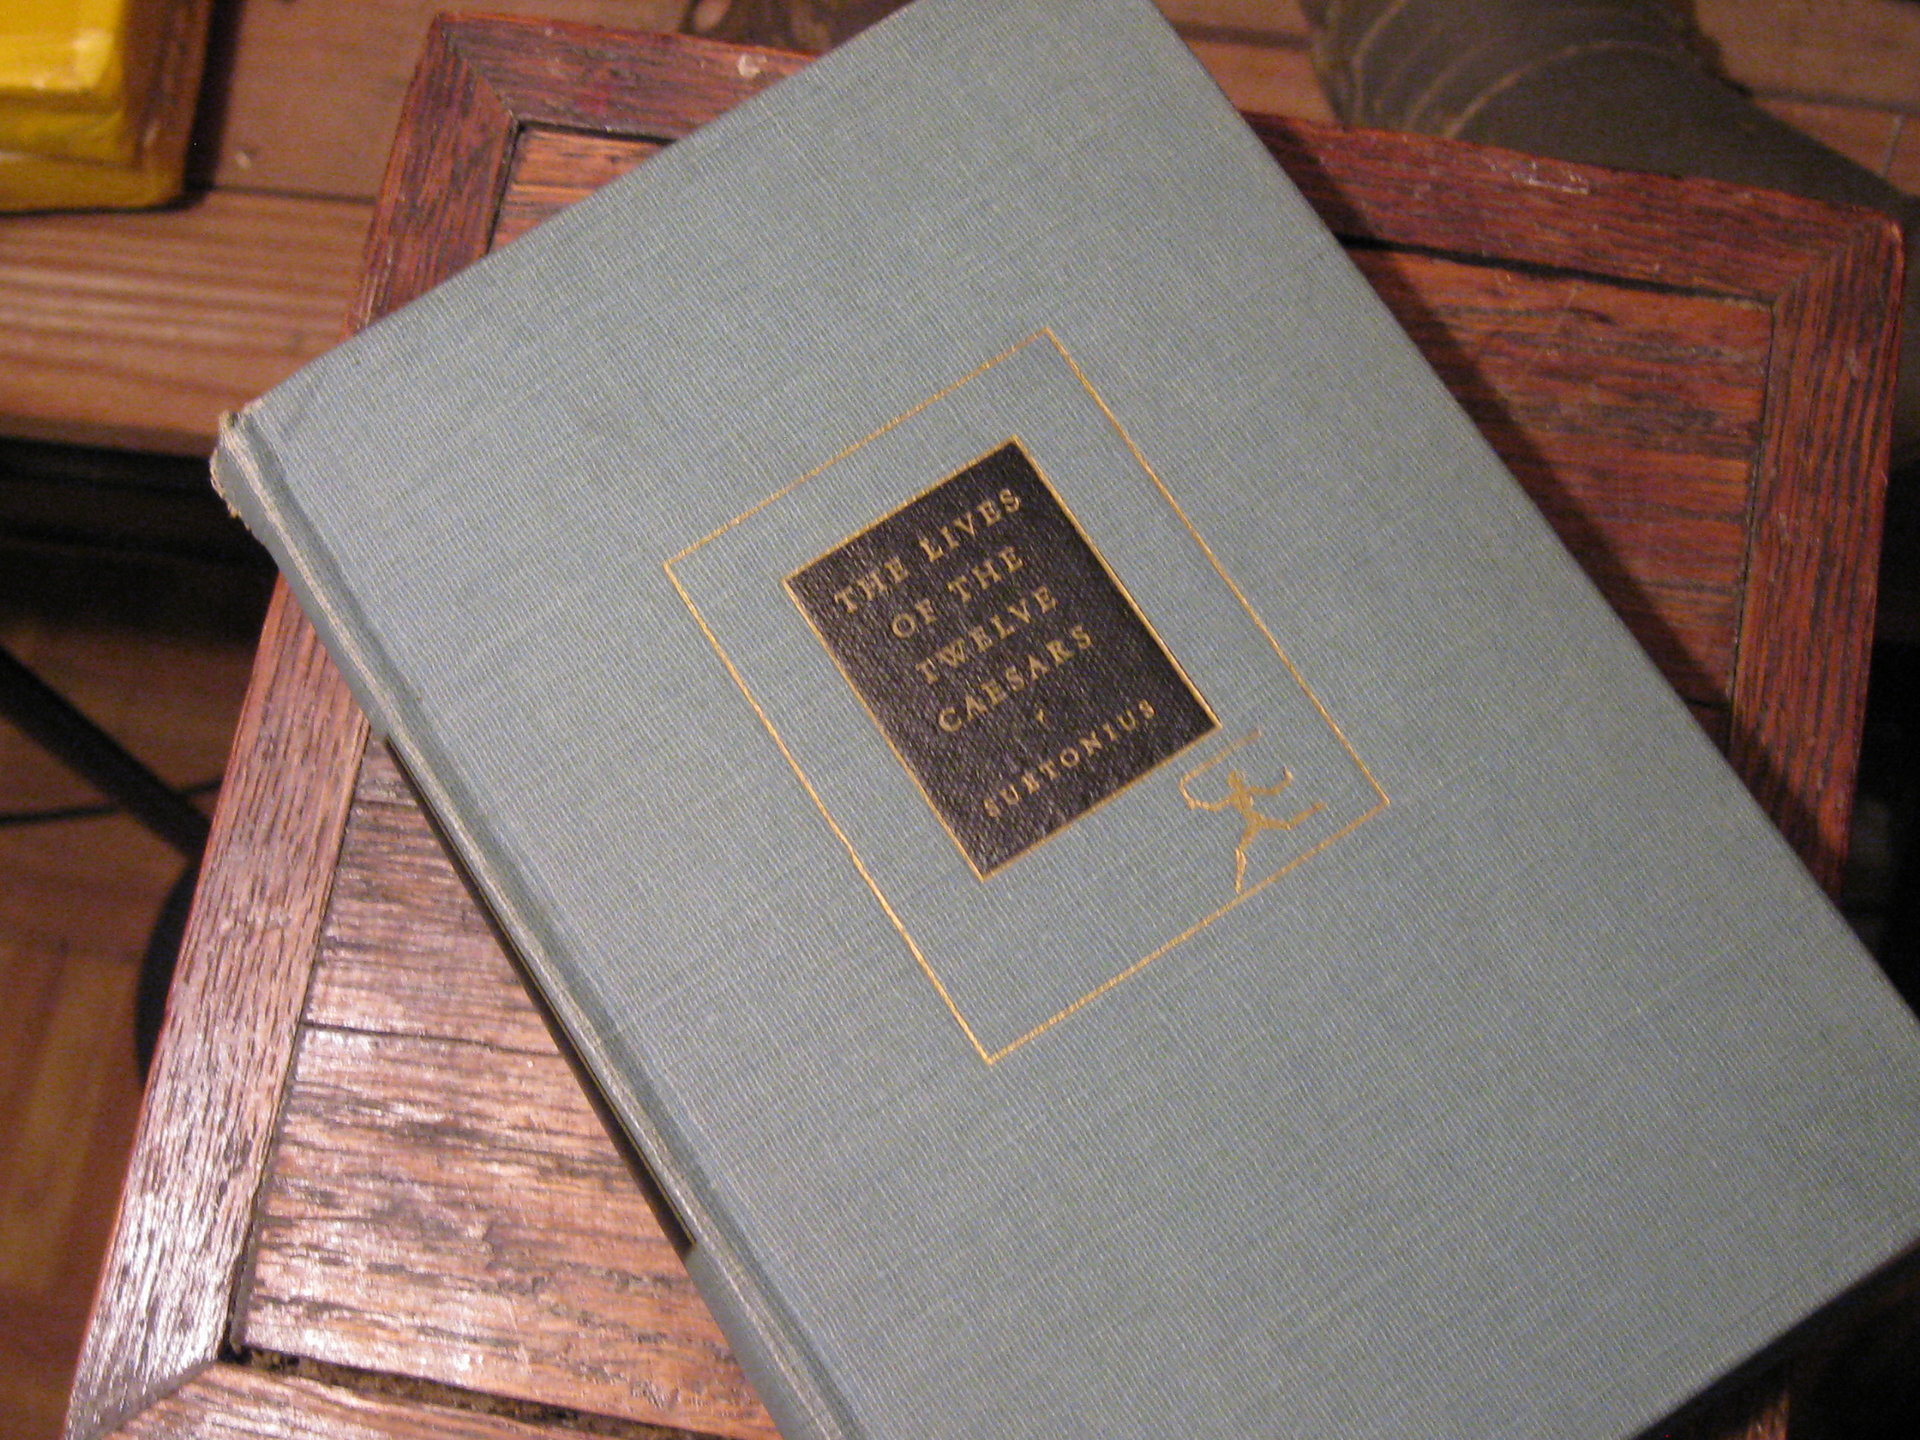 THE LIVES
OF THE
TWELVE
CAESARS
SUETONIUS